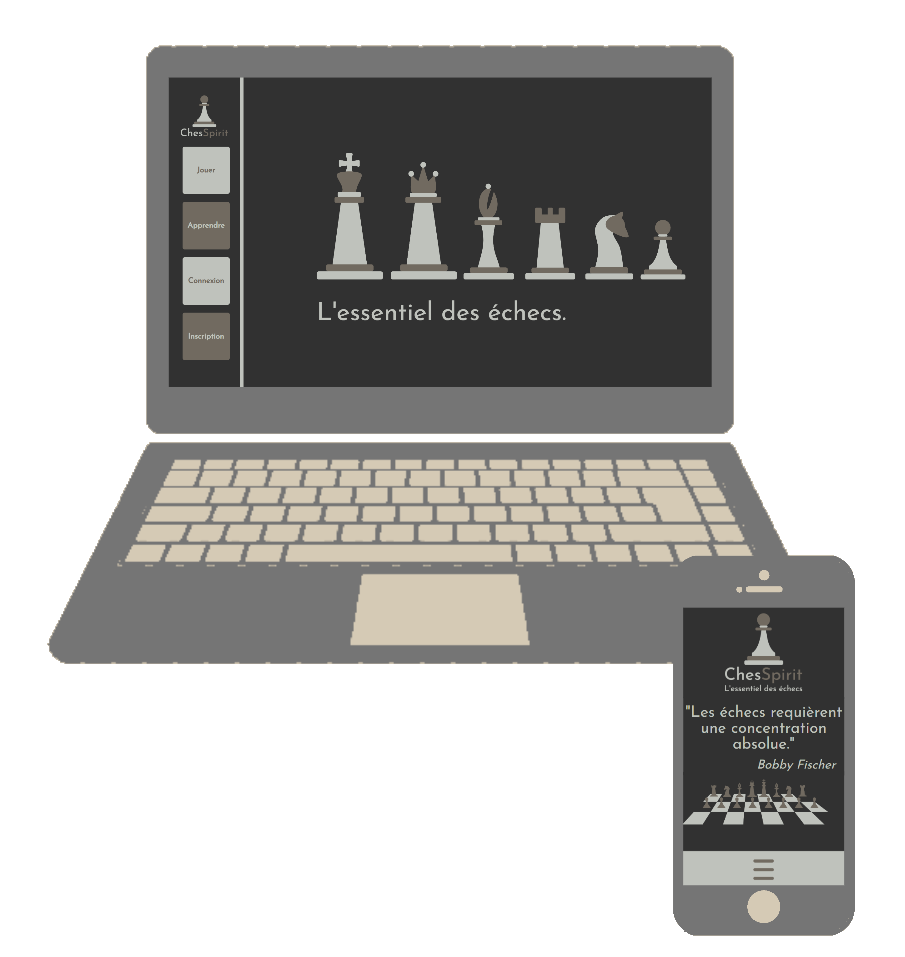 ChesSpirit
Jouer
Apprendre
Connexion
Inscription
L'essentiel des échecs.
ChesSpirit
L'essentiel des échecs
"Les échecs requièrent
une concentration
absolue."
Bobby Fischer